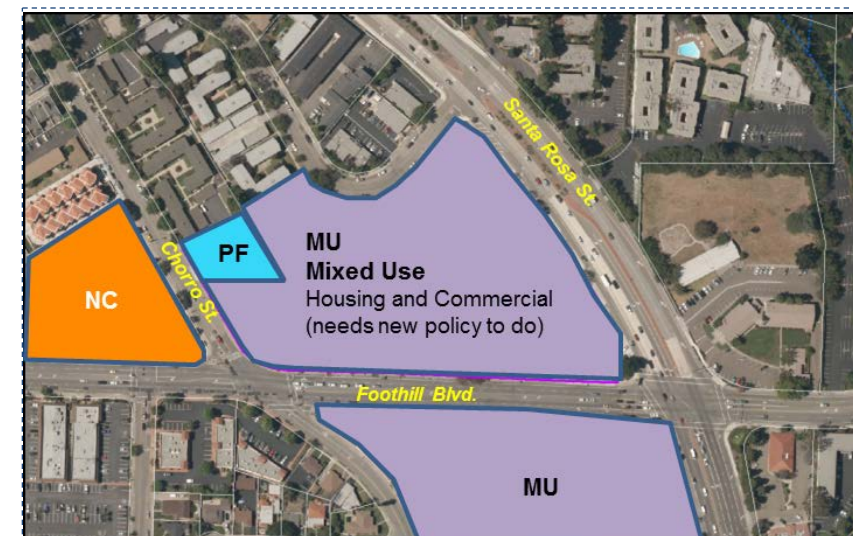 Santa Rosa St.
PF
MU
Mixed Use
Housing and Commercial
(needs new policy to do)
Chorro St.
NC
Foothill Blvd.
MU